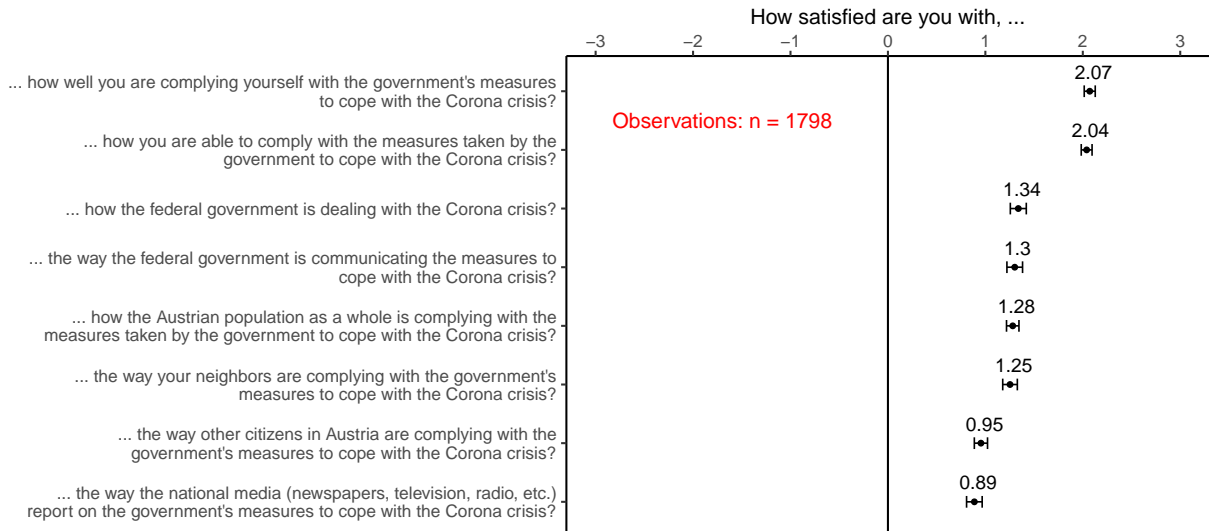 How satisfied are you with, ...
−3 −2 −1 0 1 2 3
... how well you are complying yourself with the government's measures
to cope with the Corona crisis?
2.07
Observations: n = 1798
... how you are able to comply with the measures taken by the
government to cope with the Corona crisis?
2.04
... how the federal government is dealing with the Corona crisis?
1.34
... the way the federal government is communicating the measures to
cope with the Corona crisis?
1.3
... how the Austrian population as a whole is complying with the
measures taken by the government to cope with the Corona crisis?
1.28
... the way your neighbors are complying with the government's
measures to cope with the Corona crisis?
1.25
... the way other citizens in Austria are complying with the
government's measures to cope with the Corona crisis?
0.95
... the way the national media (newspapers, television, radio, etc.)
report on the government's measures to cope with the Corona crisis?
0.89